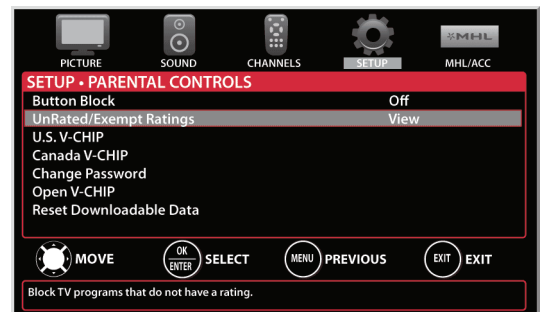 MHL
PICTURE SOUND CHANNELS SETUP MHL/ACC
SETUP • PARENTAL CONTROLS
Button Block Off
UnRated/Exempt Ratings View
U.S. V-CHIP
Canada V-CHIP
Change Password
Open V-CHIP
Reset Downloadable Data
MOVE OK ENTER SELECT MENU PREVIOUS EXIT EXIT
Block TV programs that do not have a rating.